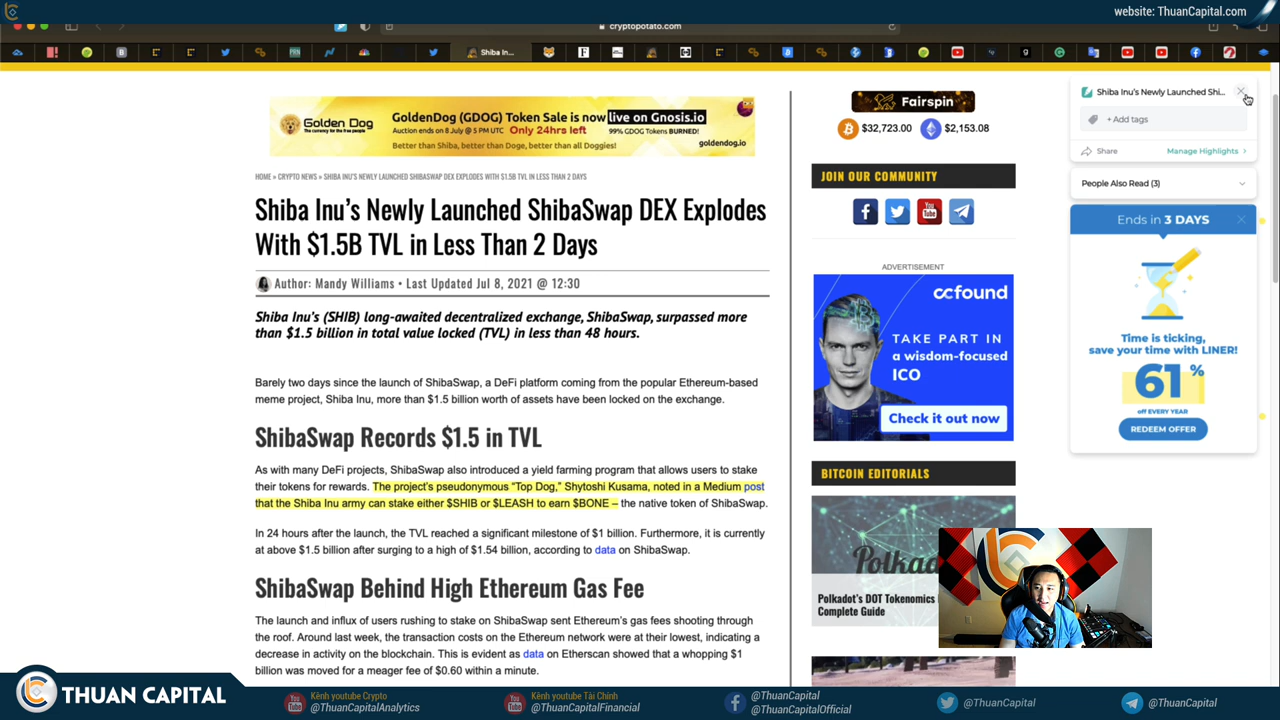 website: ThuanCapital.com
cryptopotato.com
Shiba In...
GoldenDog (GDOG) Token Sale is now live on Gnosis.io
Golden Dog
The currency for the free people
Auction ends on 8 July @ 5 PM UTC Only 24hrs left
99% GDOG Tokens BURNED!
Better than Shiba, better than Doge, better than all Doggies!
goldendog.io
HOME » CRYPTO NEWS » SHIBA INU'S NEWLY LAUNCHED SHIBASWAP DEX EXPLODES WITH $1.5B TVL IN LESS THAN 2 DAYS
Shiba Inu's Newly Launched ShibaSwap DEX Explodes
With $1.5B TVL in Less Than 2 Days
Author: Mandy Williams • Last Updated Jul 8, 2021 @ 12:30
Shiba Inu's (SHIB) long-awaited decentralized exchange, ShibaSwap, surpassed more
than $1.5 billion in total value locked (TVL) in less than 48 hours.
Barely two days since the launch of ShibaSwap, a DeFi platform coming from the popular Ethereum-based
meme project, Shiba Inu, more than $1.5 billion worth of assets have been locked on the exchange.
ShibaSwap Records $1.5 in TVL
As with many DeFi projects, ShibaSwap also introduced a yield farming program that allows users to stake
their tokens for rewards. The project's pseudonymous “Top Dog,” Shytoshi Kusama, noted in a Medium post
that the Shiba Inu army can stake either $SHIB or $LEASH to earn $BONE – the native token of ShibaSwap.
In 24 hours after the launch, the TVL reached a significant milestone of $1 billion. Furthermore, it is currently
at above $1.5 billion after surging to a high of $1.54 billion, according to data on ShibaSwap.
ShibaSwap Behind High Ethereum Gas Fee
The launch and influx of users rushing to stake on ShibaSwap sent Ethereum's gas fees shooting through
the roof. Around last week, the transaction costs on the Ethereum network were at their lowest, indicating a
decrease in activity on the blockchain. This is evident as data on Etherscan showed that a whopping $1
billion was moved for a meager fee of $0.60 within a minute.
Fairspin
$32,723.00
$2,153.08
JOIN OUR COMMUNITY
ADVERTISEMENT
ccfound
TAKE PART IN
a wisdom-focused
ICO
Check it out now
BITCOIN EDITORIALS
Polkad
Polkadot's DOT Tokenomics
Complete Guide
Shiba Inu's Newly Launched Shi...
+ Add tags
Share
Manage Highlights
People Also Read (3)
Ends in 3 DAYS
Time is ticking,
save your time with LINER!
61 %
off EVERY YEAR
REDEEM OFFER
THUAN CAPITAL
Kênh youtube Crypto
@ThuanCapitalAnalytics
Kênh youtube Tài Chính
@ThuanCapitalFinancial
@ThuanCapital
@ThuanCapitalOfficial
@ThuanCapital
@ThuanCapital